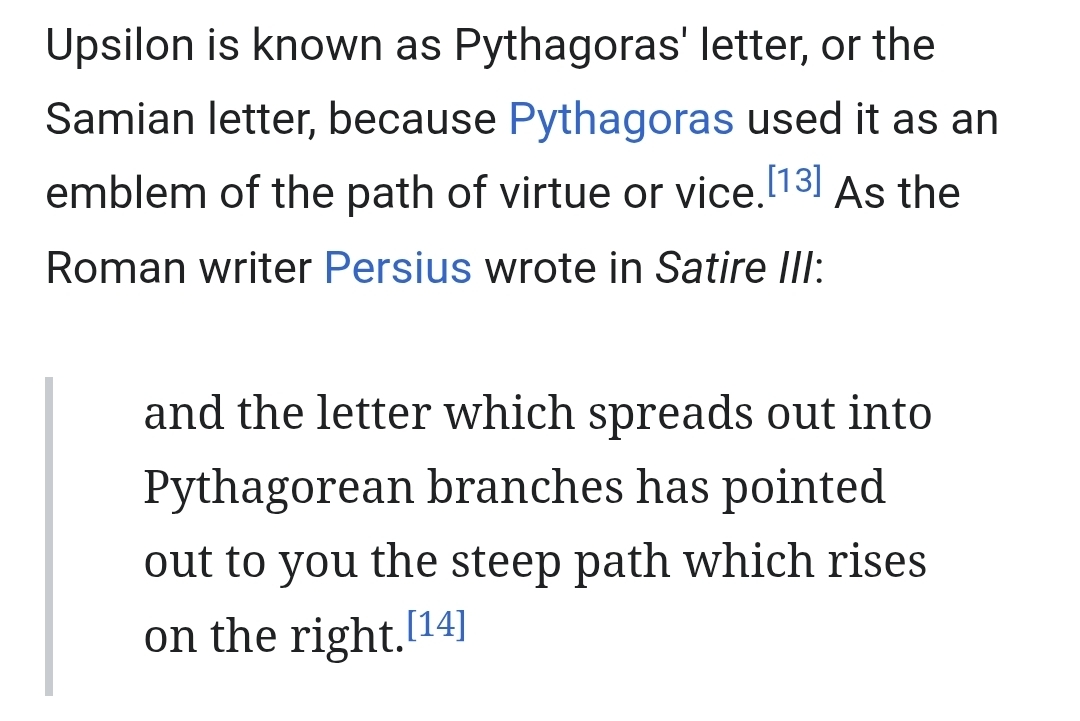 Upsilon is known as Pythagoras' letter, or the
Samian letter, because Pythagoras used it as an
emblem of the path of virtue or vice.[13] As the
Roman writer Persius wrote in Satire III:
and the letter which spreads out into
Pythagorean branches has pointed
out to you the steep path which rises
on the right.[14]